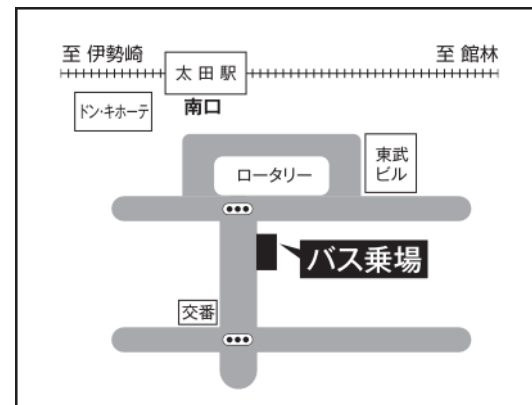 至 伊勢崎
至 館林
太田駅
南口
ドン・キホーテ
東武
ビル
ロータリー
バス乗場
交番